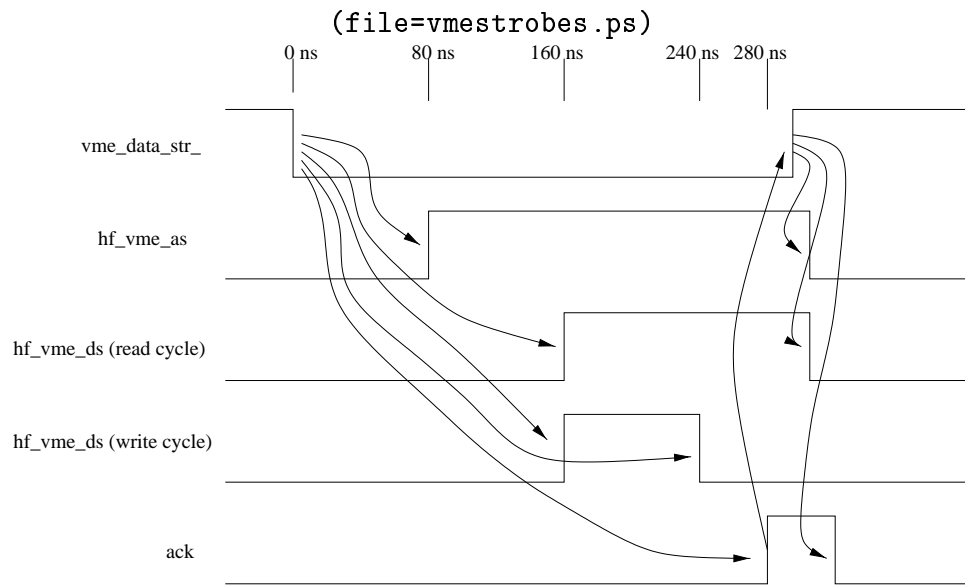 (file=vmestrobes.ps)
0 ns 80 ns 160 ns 240 ns 280 ns
vme_data_str_
hf_vme_as
hf_vme_ds (read cycle)
hf_vme_ds (write cycle)
ack